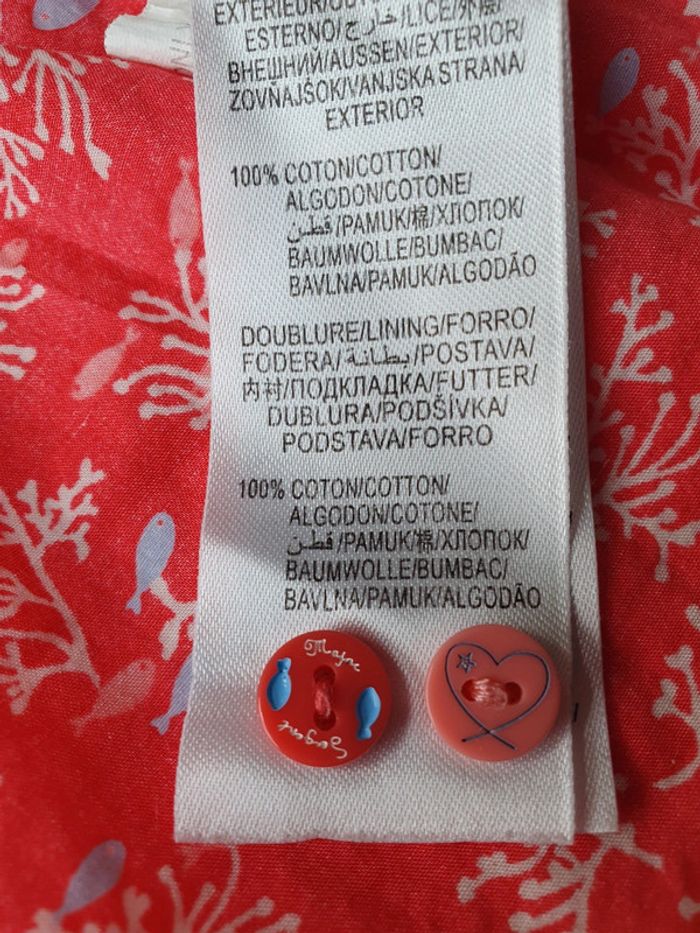 ESTERNO/خارج/LICE/外隔/
ВНЕШНИЙ/AUSSEN/EXTERIOR/
ZOVŇAJŠOK/VANJSKA STRANA/
EXTERIOR
100% COTON/COTTON/
ALGODON/COTONE/
قطن/PAMUK/棉/ХЛОПОК/
BAUMWOLLE/BUMBAC/
BAVLNA/PAMUK/ALGODÃO
DOUBLURE/LINING/FORRO/
FODERA/بطانة/POSTAVA/
内衬/ПОДКЛАДКА/FUTTER/
DUBLURA/PODŠÍVKA/
PODSTAVA/FORRO
100% COTON/COTTON/
ALGODON/COTONE/
قطن/PAMUK/棉/ХЛОПОК/
BAUMWOLLE/BUMBAC/
BAVLNA/PAMUK/ALGODÃO